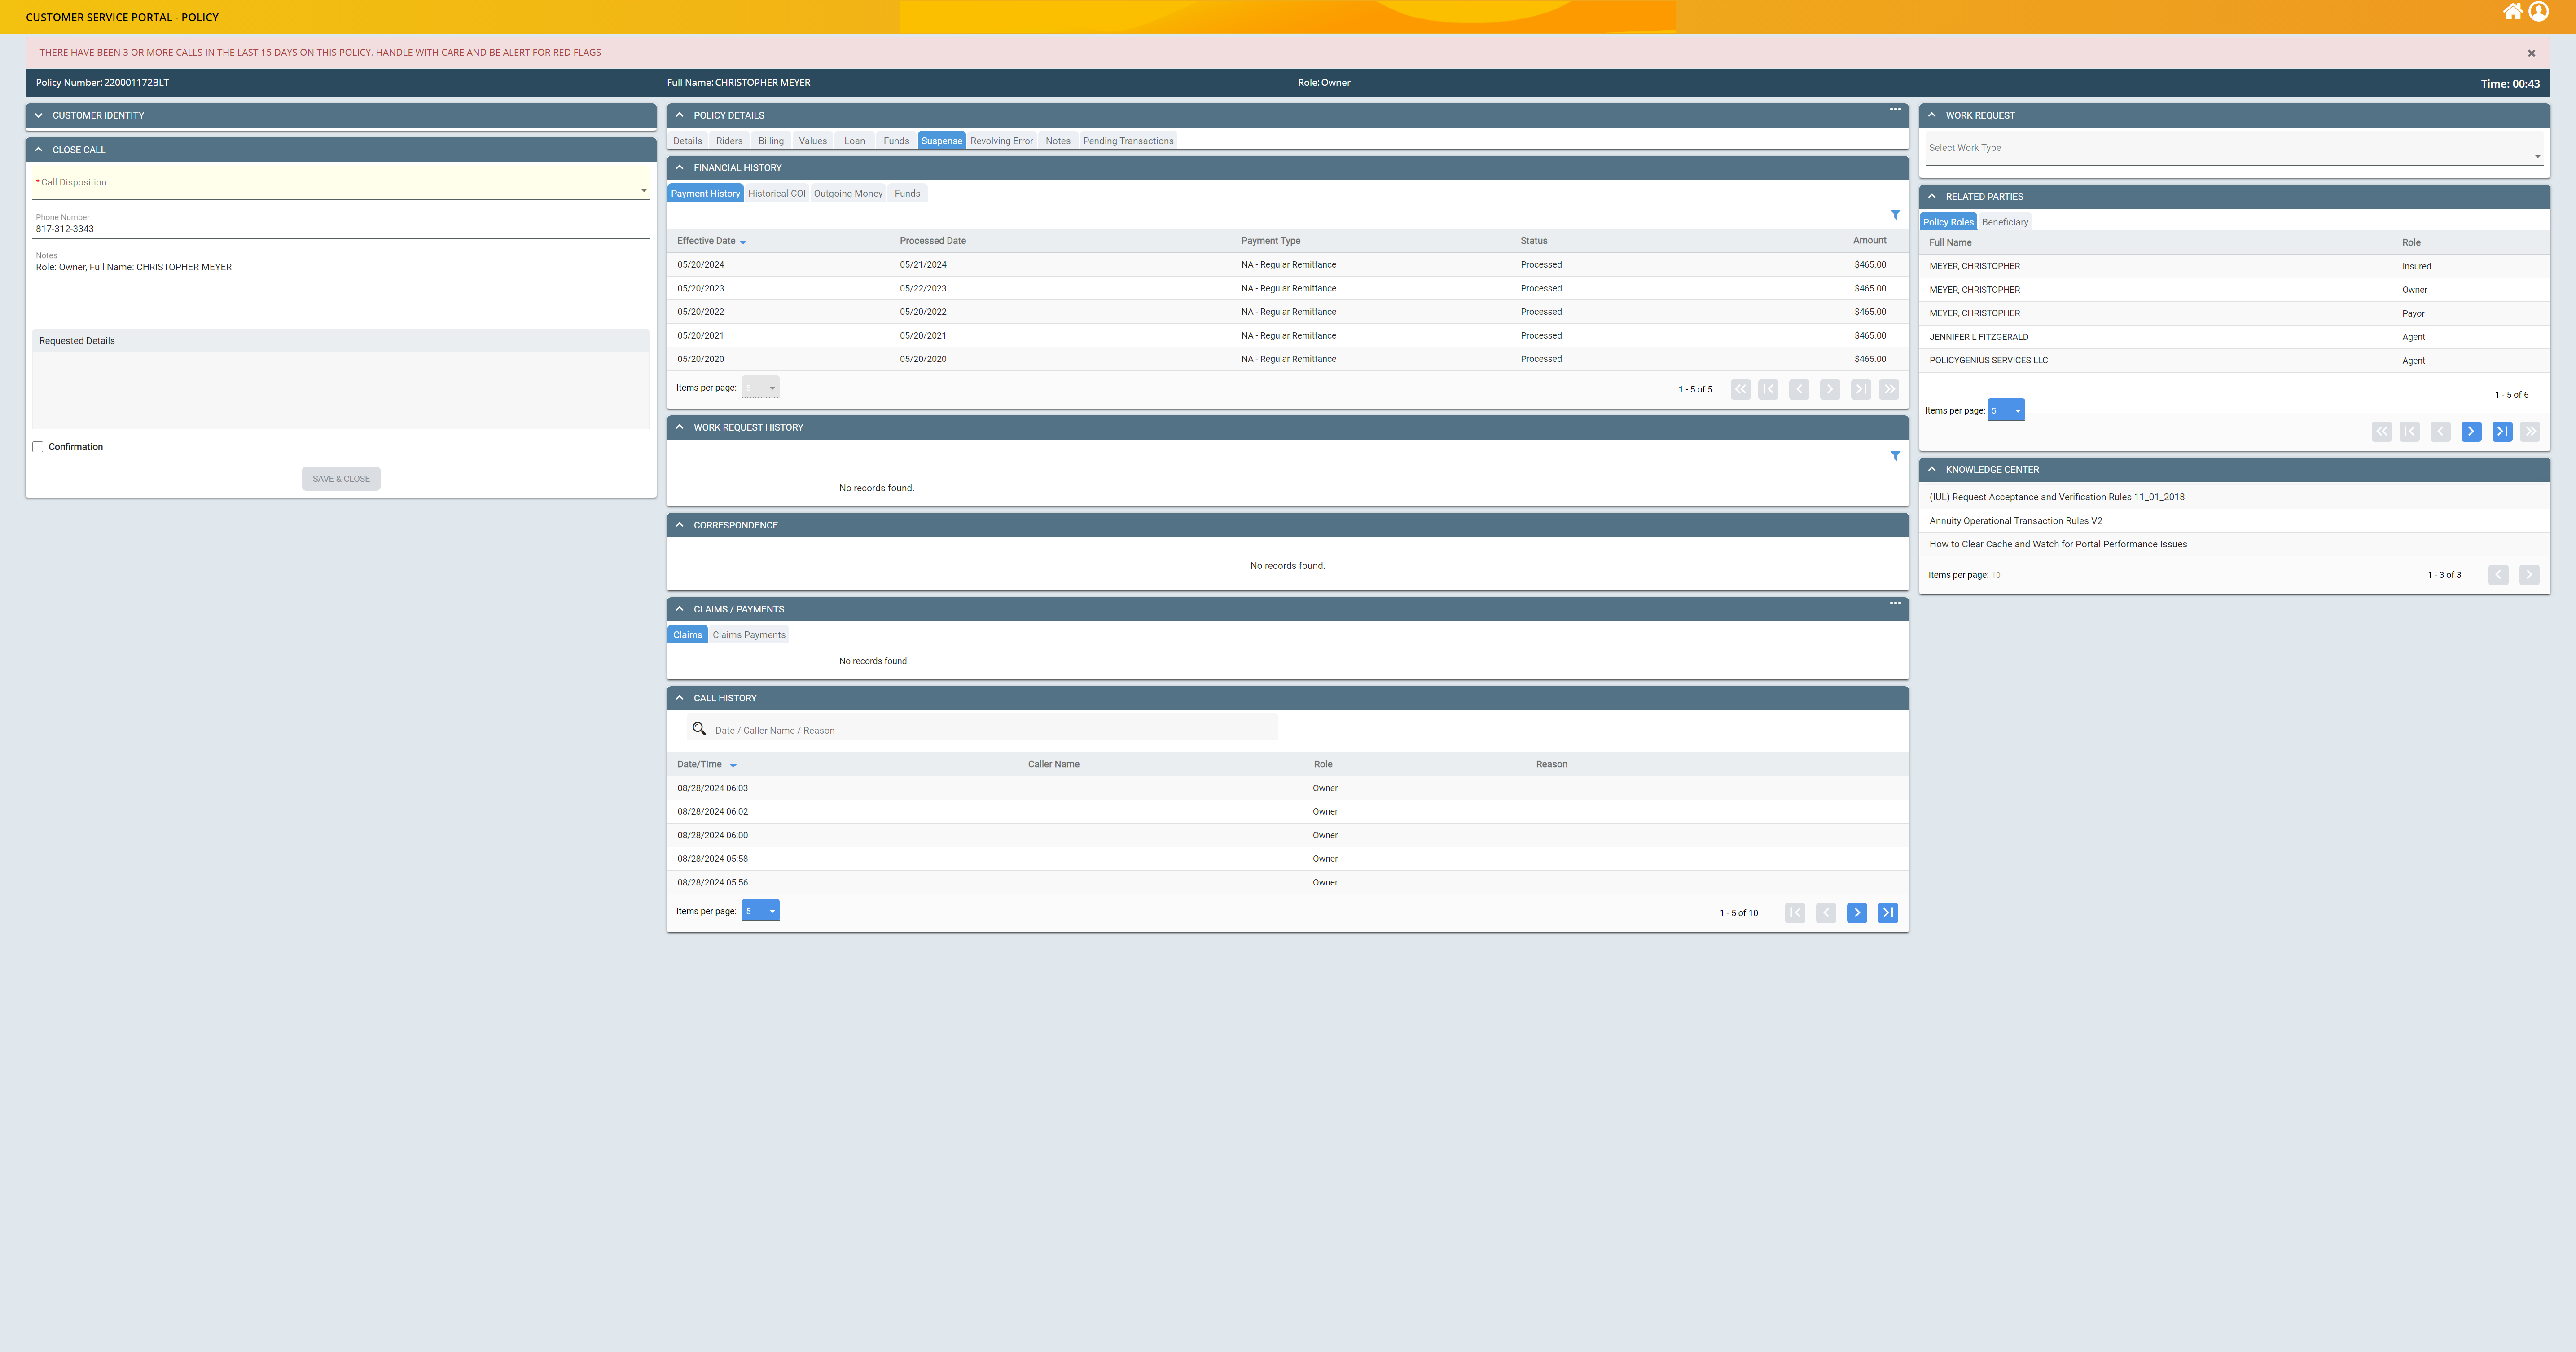 CUSTOMER SERVICE PORTAL - POLICY
THERE HAVE BEEN 3 OR MORE CALLS IN THE LAST 15 DAYS ON THIS POLICY. HANDLE WITH CARE AND BE ALERT FOR RED FLAGS
Policy Number: 220001172BLT
Full Name: CHRISTOPHER MEYER
Role: Owner
Time: 00:43
CUSTOMER IDENTITY
CLOSE CALL
* Call Disposition
Phone Number
817-312-3343
Notes
Role: Owner, Full Name: CHRISTOPHER MEYER
Requested Details
Confirmation
SAVE & CLOSE
POLICY DETAILS
Details Riders Billing Values Loan Funds Suspense Revolving Error Notes Pending Transactions
FINANCIAL HISTORY
Payment History Historical COI Outgoing Money Funds
Effective Date Processed Date Payment Type Status Amount
05/20/2024 05/21/2024 NA - Regular Remittance Processed $465.00
05/20/2023 05/22/2023 NA - Regular Remittance Processed $465.00
05/20/2022 05/20/2022 NA - Regular Remittance Processed $465.00
05/20/2021 05/20/2021 NA - Regular Remittance Processed $465.00
05/20/2020 05/20/2020 NA - Regular Remittance Processed $465.00
Items per page: 5 1 - 5 of 5
WORK REQUEST HISTORY
No records found.
CORRESPONDENCE
No records found.
CLAIMS / PAYMENTS
Claims Claims Payments
No records found.
CALL HISTORY
Date / Caller Name / Reason
Date/Time Caller Name Role Reason
08/28/2024 06:03 Owner
08/28/2024 06:02 Owner
08/28/2024 06:00 Owner
08/28/2024 05:58 Owner
08/28/2024 05:56 Owner
Items per page: 5 1 - 5 of 10
WORK REQUEST
Select Work Type
RELATED PARTIES
Policy Roles Beneficiary
Full Name Role
MEYER, CHRISTOPHER Insured
MEYER, CHRISTOPHER Owner
MEYER, CHRISTOPHER Payor
JENNIFER L FITZGERALD Agent
POLICYGENIUS SERVICES LLC Agent
1 - 5 of 6
Items per page: 5
KNOWLEDGE CENTER
(IUL) Request Acceptance and Verification Rules 11_01_2018
Annuity Operational Transaction Rules V2
How to Clear Cache and Watch for Portal Performance Issues
Items per page: 10 1 - 3 of 3